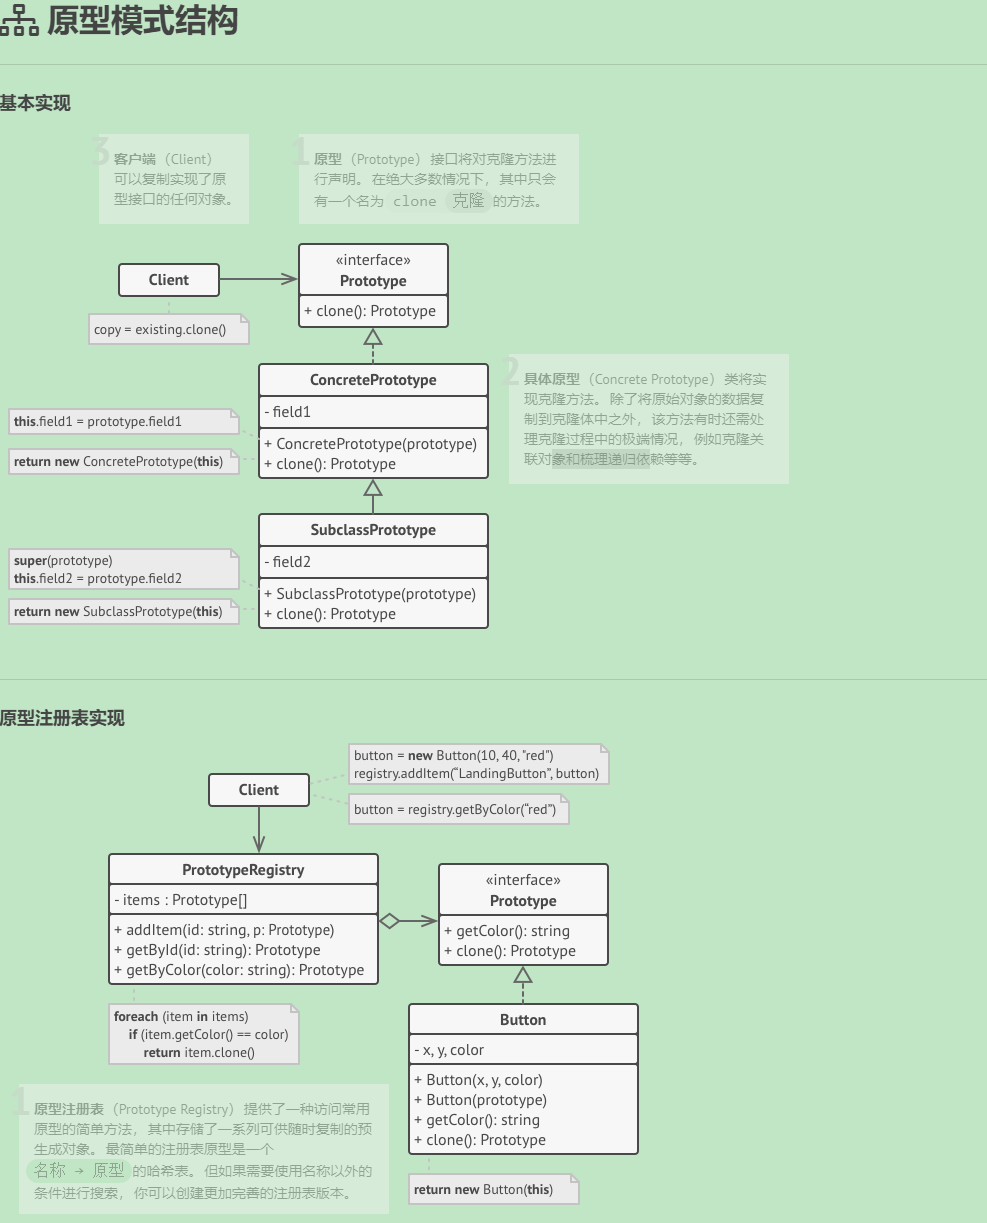 原型模式结构
基本实现
3
客户端（Client）
可以复制实现了原
型接口的任何对象。
1
原型（Prototype）接口将对克隆方法进
行声明。 在绝大多数情况下， 其中只会
有一个名为 clone 克隆 的方法。
Client
copy = existing.clone()
«interface»
Prototype
+ clone(): Prototype
2
具体原型（Concrete Prototype）类将实
现克隆方法。 除了将原始对象的数据复
制到克隆体中之外， 该方法有时还需处
理克隆过程中的极端情况， 例如克隆关
联对象和梳理递归依赖等等。
ConcretePrototype
- field1
+ ConcretePrototype(prototype)
+ clone(): Prototype
this.field1 = prototype.field1
return new ConcretePrototype(this)
SubclassPrototype
- field2
+ SubclassPrototype(prototype)
+ clone(): Prototype
super(prototype)
this.field2 = prototype.field2
return new SubclassPrototype(this)
原型注册表实现
button = new Button(10, 40, "red")
registry.addItem(“LandingButton”, button)
Client
button = registry.getByColor(“red”)
PrototypeRegistry
- items : Prototype[]
+ addItem(id: string, p: Prototype)
+ getById(id: string): Prototype
+ getByColor(color: string): Prototype
«interface»
Prototype
+ getColor(): string
+ clone(): Prototype
foreach (item in items)
if (item.getColor() == color)
return item.clone()
Button
- x, y, color
+ Button(x, y, color)
+ Button(prototype)
+ getColor(): string
+ clone(): Prototype
return new Button(this)
1
原型注册表（Prototype Registry）提供了一种访问常用
原型的简单方法， 其中存储了一系列可供随时复制的预
生成对象。 最简单的注册表原型是一个
名称 → 原型 的哈希表。 但如果需要使用名称以外的
条件进行搜索， 你可以创建更加完善的注册表版本。